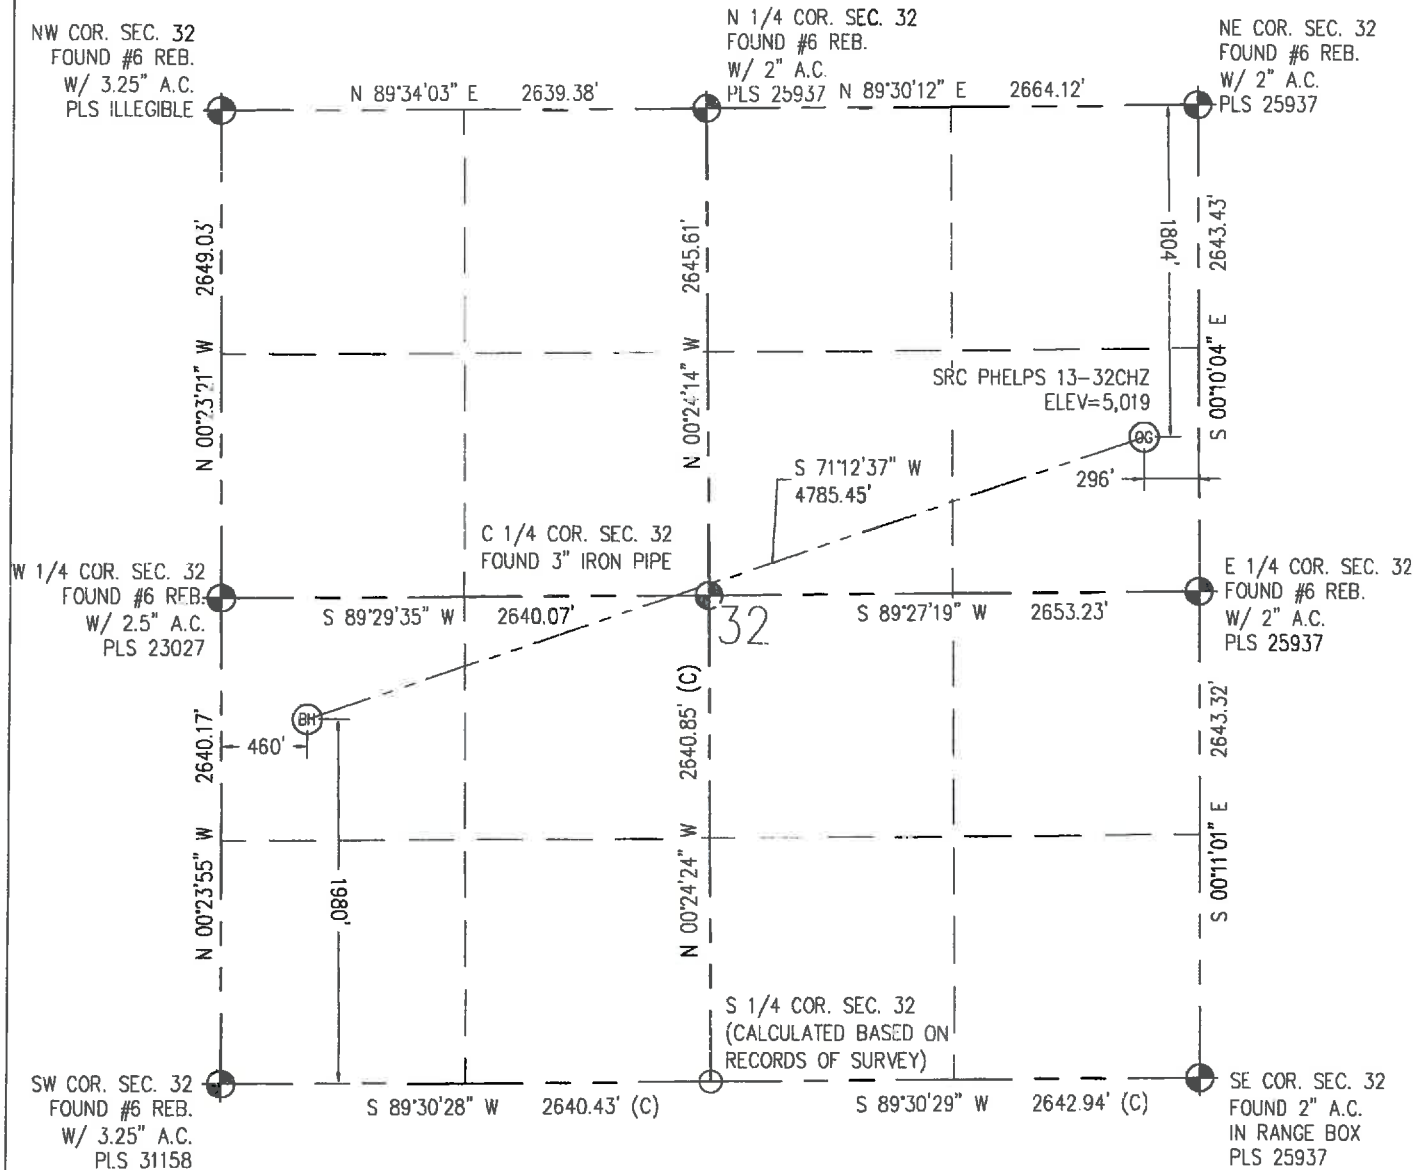 NW COR. SEC. 32
FOUND #6 REB.
W/ 3.25" A.C.
PLS ILLEGIBLE
N 1/4 COR. SEC. 32
FOUND #6 REB.
W/ 2" A.C.
PLS 25937
NE COR. SEC. 32
FOUND #6 REB.
W/ 2" A.C.
PLS 25937
N 89°34'03" E 2639.38'
N 89°30'12" E 2664.12'
N 00°23'21" W 2649.03'
N 00°24'14" W 2645.61'
1804'
S 00°10'04" E 2643.43'
SRC PHELPS 13-32CHZ
ELEV=5,019
OG
296'
S 71°12'37" W
4785.45'
C 1/4 COR. SEC. 32
FOUND 3" IRON PIPE
W 1/4 COR. SEC. 32
FOUND #6 REB.
W/ 2.5" A.C.
PLS 23027
E 1/4 COR. SEC. 32
FOUND #6 REB.
W/ 2" A.C.
PLS 25937
S 89°29'35" W 2640.07'
32
S 89°27'19" W 2653.23'
BH
460'
1980'
N 00°23'55" W 2640.17'
N 00°24'24" W 2640.85' (C)
S 00°11'01" E 2643.32'
S 1/4 COR. SEC. 32
(CALCULATED BASED ON
RECORDS OF SURVEY)
SW COR. SEC. 32
FOUND #6 REB.
W/ 3.25" A.C.
PLS 31158
S 89°30'28" W 2640.43' (C)
S 89°30'29" W 2642.94' (C)
SE COR. SEC. 32
FOUND 2" A.C.
IN RANGE BOX
PLS 25937